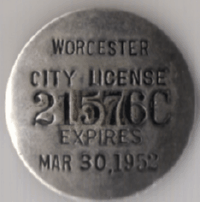 WORCESTER
CITY LICENSE
21576C
EXPIRES
MAR 30,1952